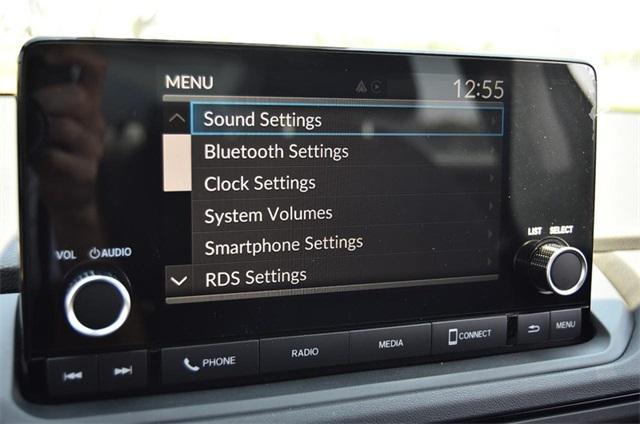 MENU 12:55
Sound Settings
Bluetooth Settings
Clock Settings
System Volumes
Smartphone Settings
RDS Settings
VOL AUDIO
LIST SELECT
PHONE RADIO MEDIA CONNECT MENU